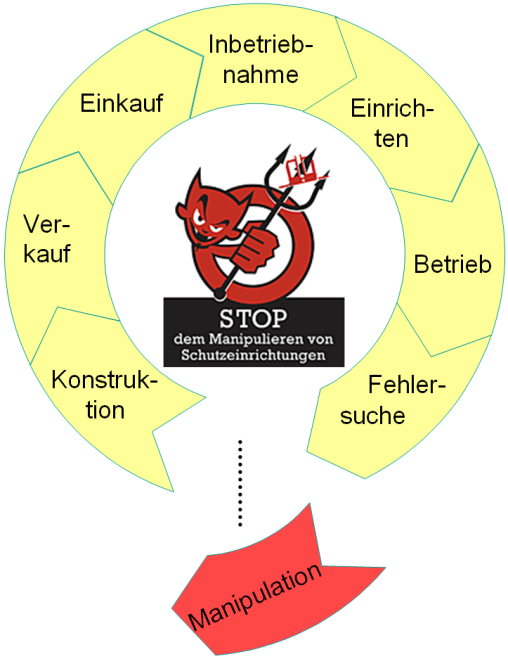 Inbetrieb-
nahme
Einkauf
Einrich-
ten
Ver-
kauf
Betrieb
STOP
dem Manipulieren von
Schutzeinrichtungen
Konstruk-
tion
Fehler-
suche
Manipulation